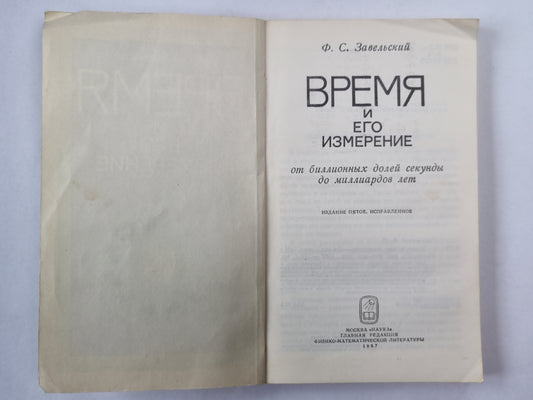 Ф. С. Завельский
ВРЕМЯ
И
ЕГО
ИЗМЕРЕНИЕ
от биллионных долей секунды
до миллиардов лет
ИЗДАНИЕ ПЯТОЕ, ИСПРАВЛЕННОЕ
МОСКВА «НАУКА»
ГЛАВНАЯ РЕДАКЦИЯ
ФИЗИКО-МАТЕМАТИЧЕСКОЙ ЛИТЕРАТУРЫ
1987